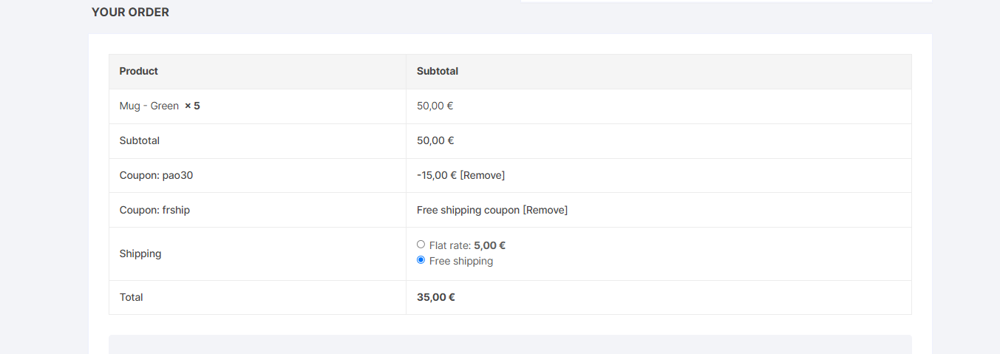 YOUR ORDER
Product Subtotal
Mug - Green × 5 50,00 €
Subtotal 50,00 €
Coupon: pao30 -15,00 € [Remove]
Coupon: frship Free shipping coupon [Remove]
Shipping
Flat rate: 5,00 €
Free shipping
Total 35,00 €